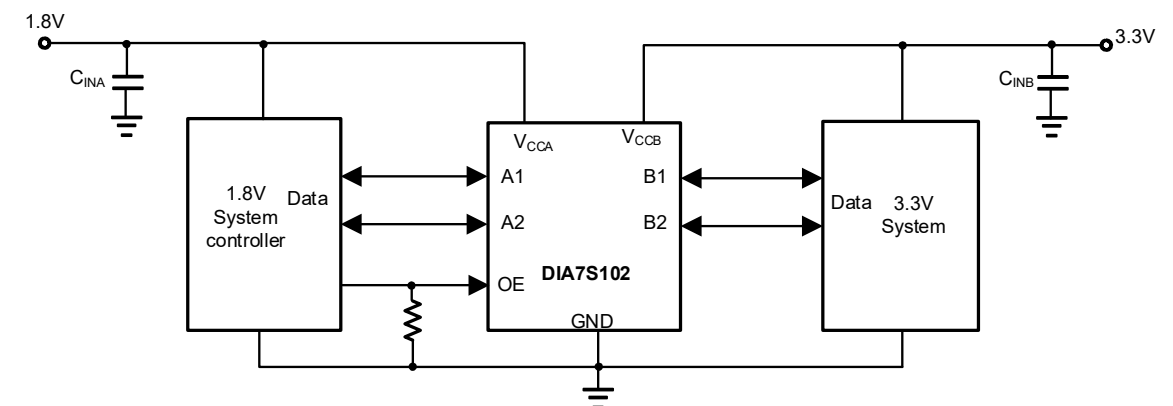 1.8V
3.3V
CINA
CINB
VCCA
VCCB
1.8V
System
controller
Data
A1
A2
OE
B1
B2
DIA7S102
GND
Data
3.3V
System